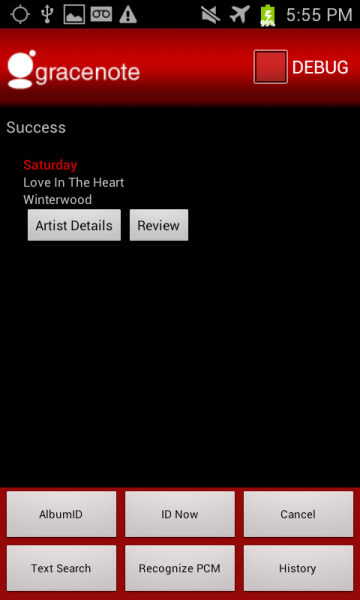 5:55 PM
gracenote
DEBUG
Success
Saturday
Love In The Heart
Winterwood
Artist Details Review
AlbumID ID Now Cancel
Text Search Recognize PCM History